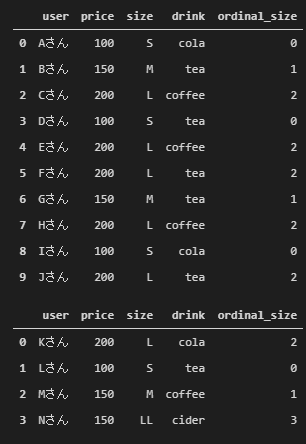 user price size drink ordinal_size
0 Aさん 100 S cola 0
1 Bさん 150 M tea 1
2 Cさん 200 L coffee 2
3 Dさん 100 S tea 0
4 Eさん 200 L coffee 2
5 Fさん 200 L tea 2
6 Gさん 150 M tea 1
7 Hさん 200 L coffee 2
8 Iさん 100 S cola 0
9 Jさん 200 L tea 2
user price size drink ordinal_size
0 Kさん 200 L cola 2
1 Lさん 100 S tea 0
2 Mさん 150 M coffee 1
3 Nさん 150 LL cider 3